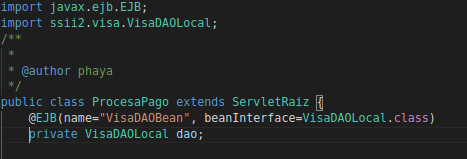 import javax.ejb.EJB;
import ssii2.visa.VisaDAOLocal;
/**
 *
 * @author phaya
 */
public class ProcesaPago extends ServletRaiz {
    @EJB(name="VisaDAOBean", beanInterface=VisaDAOLocal.class)
    private VisaDAOLocal dao;